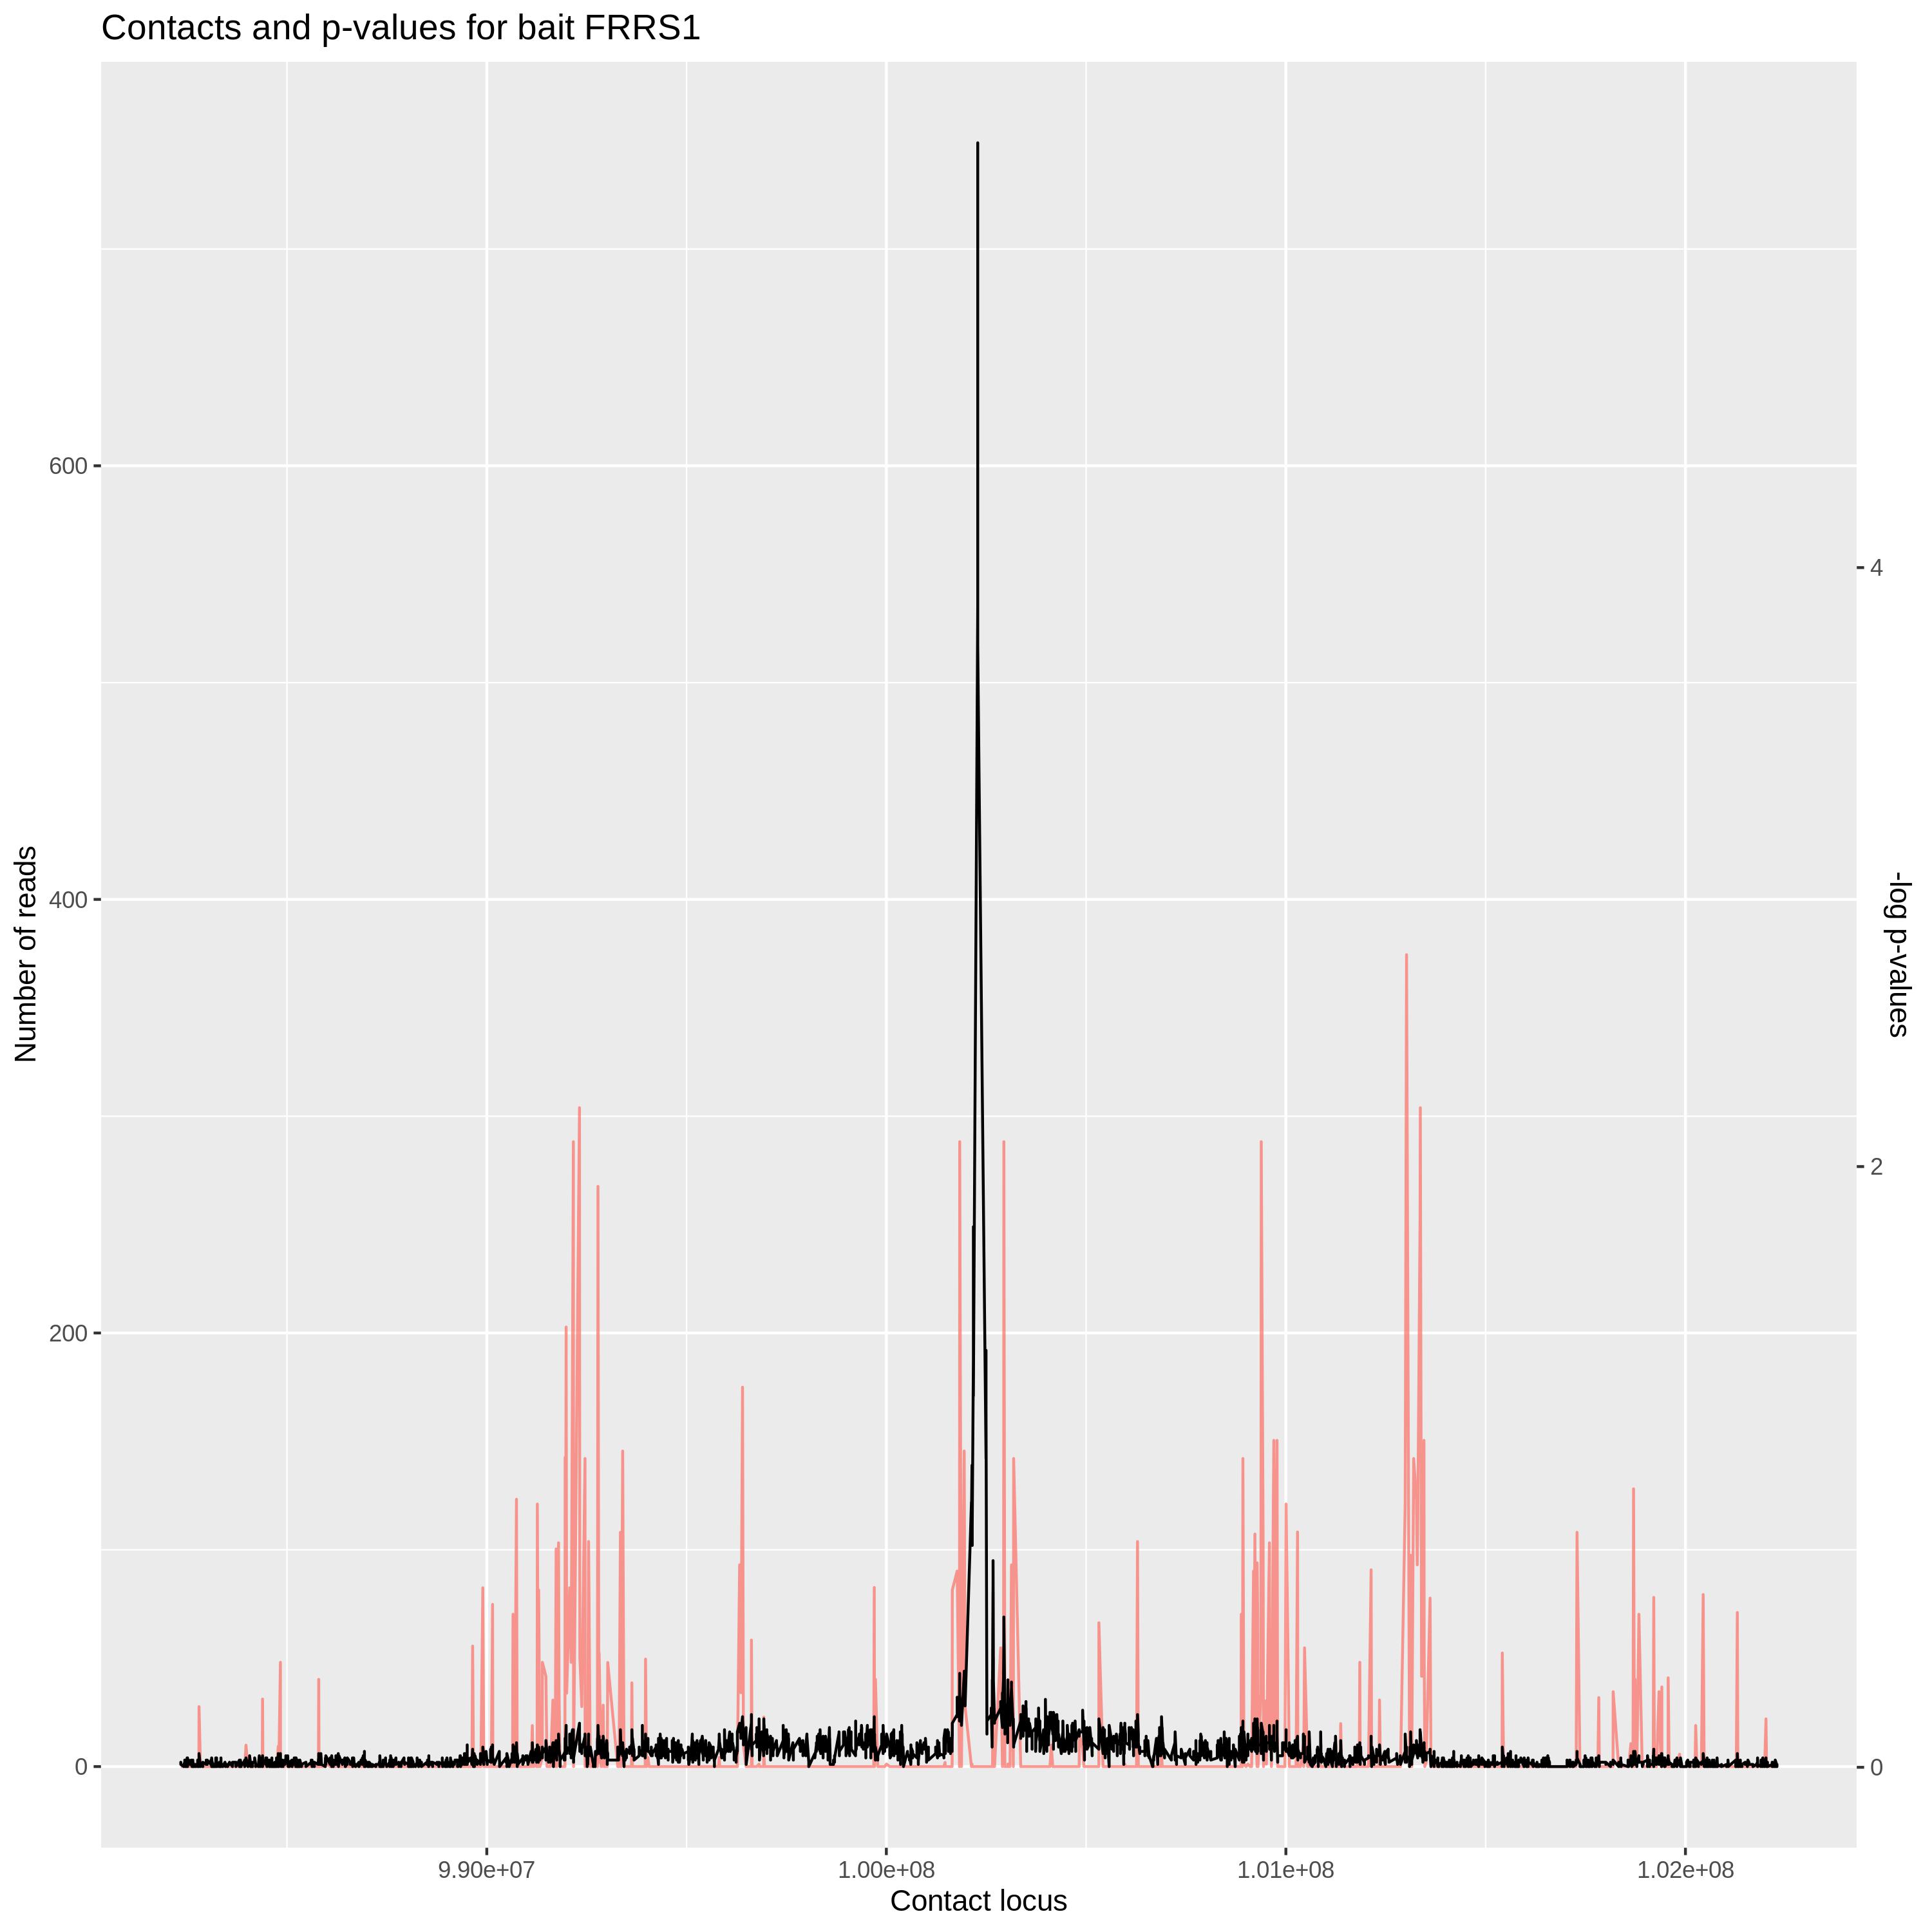 Contacts and p-values for bait FRRS1
Number of reads
600
400
200
0
4
2
0
-log p-values
9.90e+07
1.00e+08
1.01e+08
1.02e+08
Contact locus